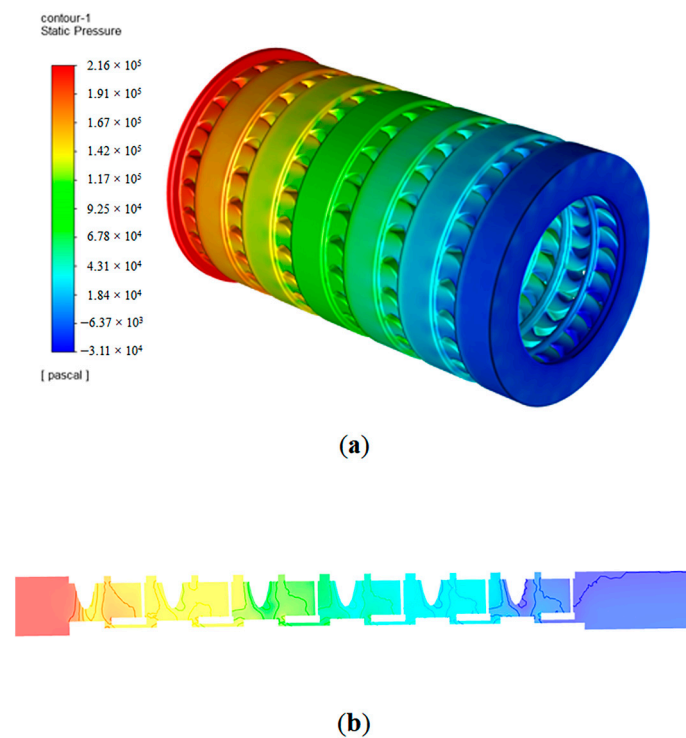 contour-1
Static Pressure
2.16 × 10⁵
1.91 × 10⁵
1.67 × 10⁵
1.42 × 10⁵
1.17 × 10⁵
9.25 × 10⁴
6.78 × 10⁴
4.31 × 10⁴
1.84 × 10⁴
−6.37 × 10³
−3.11 × 10⁴
[ pascal ]
(a)
(b)